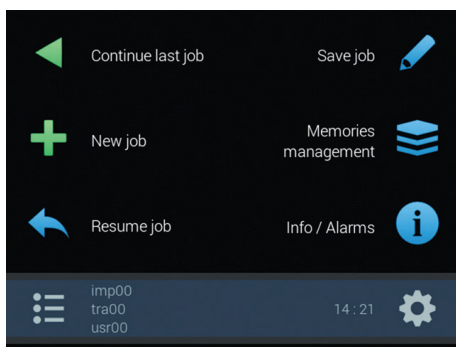 Continue last job
Save job
New job
Memories
management
Resume job
Info / Alarms
imp00
tra00
usr00
14 : 21